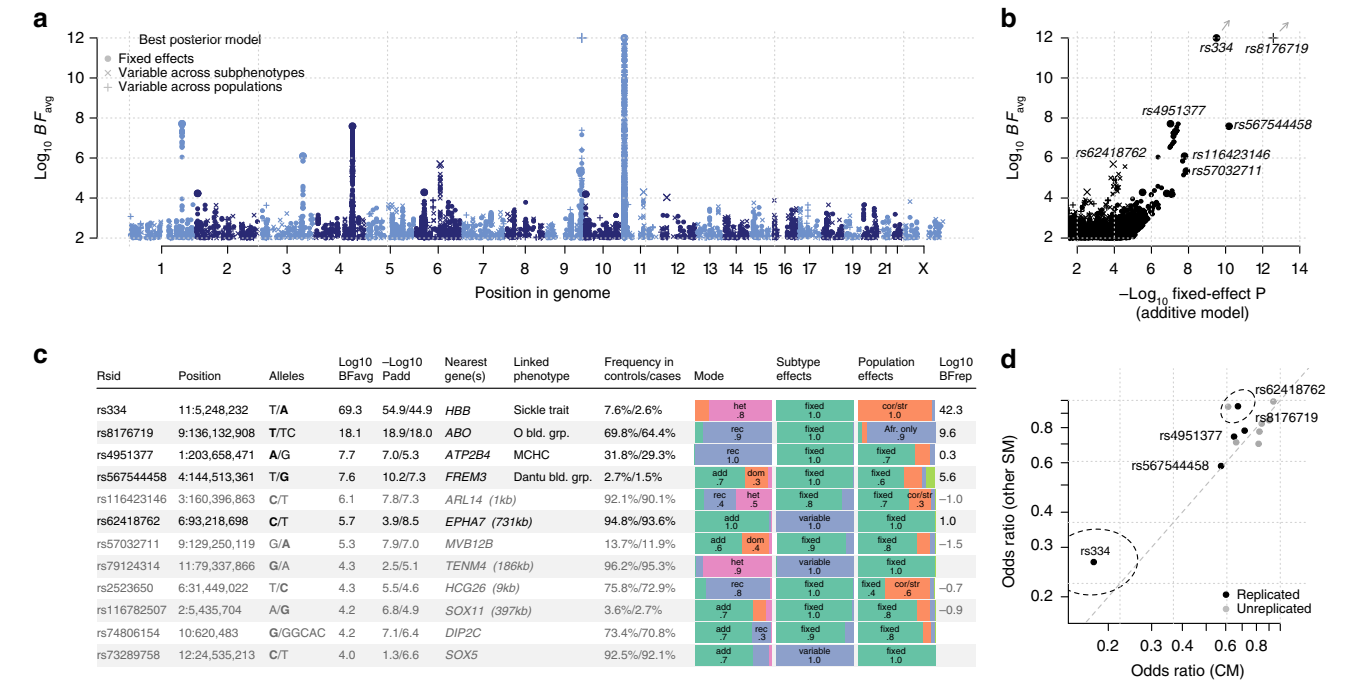 a
Log10 BFavg
12
10
8
6
4
2
Best posterior model
Fixed effects
Variable across subphenotypes
Variable across populations
1 2 3 4 5 6 7 8 9 10 11 12 13 14 15 16 17 19 21 X
Position in genome
b
Log10 BFavg
12
10
8
6
4
2
rs334 rs8176719
rs4951377
rs567544458
rs62418762
rs116423146
rs57032711
2 4 6 8 10 12 14
–Log10 fixed-effect P
(additive model)
c
Rsid Position Alleles Log10 BFavg –Log10 Padd Nearest gene(s) Linked phenotype Frequency in controls/cases Mode Subtype effects Population effects Log10 BFrep
rs334 11:5,248,232 T/A 69.3 54.9/44.9 HBB Sickle trait 7.6%/2.6% het .8 fixed 1.0 cor/str 1.0 42.3
rs8176719 9:136,132,908 T/TC 18.1 18.9/18.0 ABO O bld. grp. 69.8%/64.4% rec .9 fixed 1.0 Afr. only .9 9.6
rs4951377 1:203,658,471 A/G 7.7 7.0/5.3 ATP2B4 MCHC 31.8%/29.3% rec 1.0 fixed 1.0 fixed .7 0.3
rs567544458 4:144,513,361 T/G 7.6 10.2/7.3 FREM3 Dantu bld. grp. 2.7%/1.5% add .7 dom .3 fixed 1.0 fixed .6 5.6
rs116423146 3:160,396,863 C/T 6.1 7.8/7.3 ARL14 (1kb) 92.1%/90.1% rec .4 het .5 fixed .8 fixed .7 cor/str .3 –1.0
rs62418762 6:93,218,698 C/T 5.7 3.9/8.5 EPHA7 (731kb) 94.8%/93.6% add 1.0 variable 1.0 fixed 1.0 1.0
rs57032711 9:129,250,119 G/A 5.3 7.9/7.0 MVB12B 13.7%/11.9% add .6 dom .4 fixed .9 fixed .8 –1.5
rs79124314 11:79,337,866 G/A 4.3 2.5/5.1 TENM4 (186kb) 96.2%/95.3% het .9 variable 1.0 fixed 1.0
rs2523650 6:31,449,022 T/C 4.3 5.5/4.6 HCG26 (9kb) 75.8%/72.9% rec .8 fixed 1.0 fixed .4 cor/str .6 –0.7
rs116782507 2:5,435,704 A/G 4.2 6.8/4.9 SOX11 (397kb) 3.6%/2.7% add .7 fixed 1.0 fixed .8 –0.9
rs74806154 10:620,483 G/GGCAC 4.2 7.1/6.4 DIP2C 73.4%/70.8% add .7 rec .3 fixed .9 fixed .8
rs73289758 12:24,535,213 C/T 4.0 1.3/6.6 SOX5 92.5%/92.1% add .7 variable 1.0 fixed 1.0
d
Odds ratio (other SM)
0.8
0.6
0.4
0.3
0.2
rs62418762
rs8176719
rs4951377
rs567544458
rs334
Replicated
Unreplicated
0.2 0.3 0.4 0.6 0.8
Odds ratio (CM)